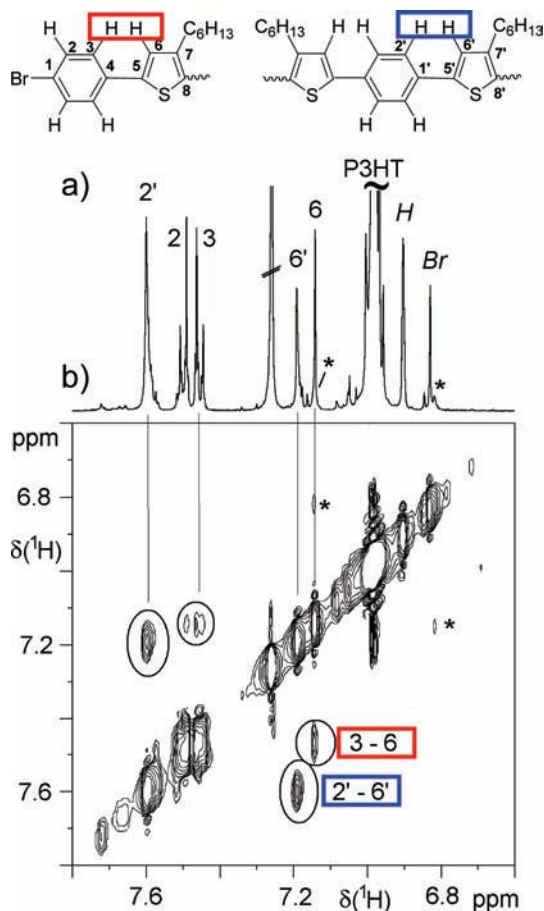 C6H13 C6H13 C6H13
H H H H H H
2 3 6 7 2' 6' 7'
1 4 5 8 1' 5' 8'
Br S S S
H H H H
a) 2' 2 3 6' 6 P3HT H Br
* *
b)
ppm
6.8 *
δ(¹H)
7.2 *
3 - 6
7.6 2' - 6'
7.6 7.2 δ(¹H) 6.8 ppm